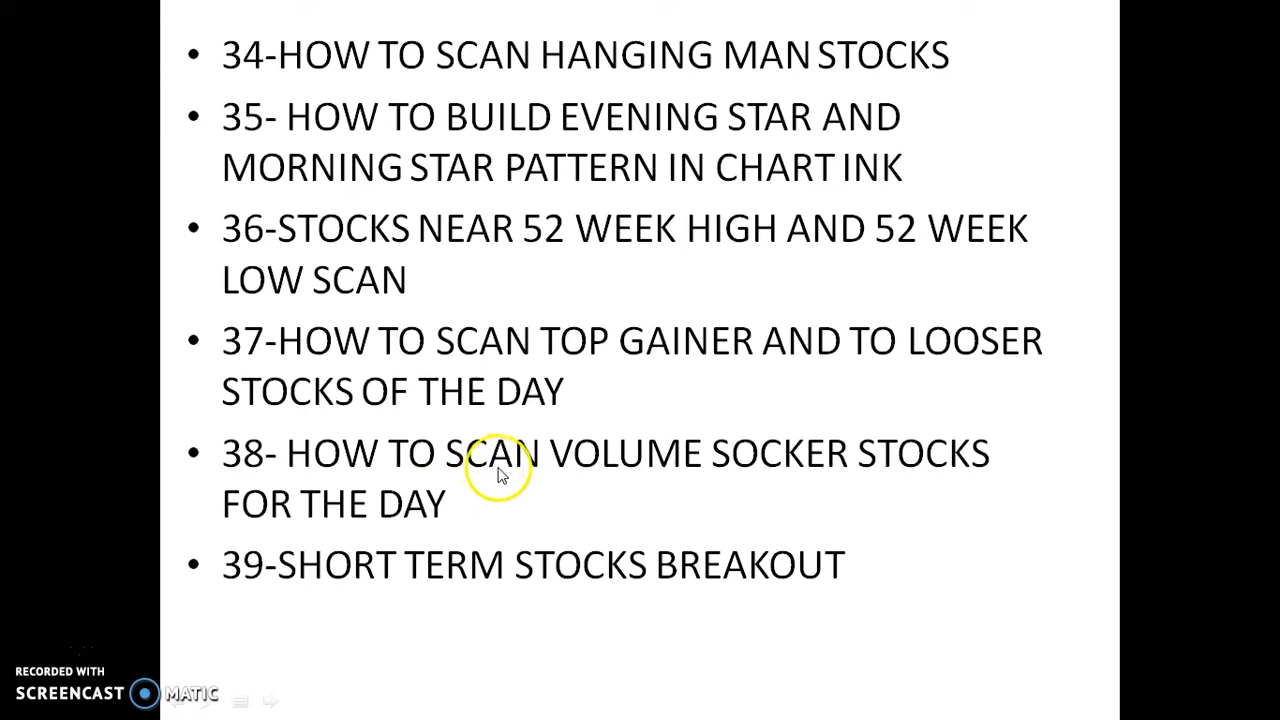 • 34-HOW TO SCAN HANGING MAN STOCKS
• 35- HOW TO BUILD EVENING STAR AND
MORNING STAR PATTERN IN CHART INK
• 36-STOCKS NEAR 52 WEEK HIGH AND 52 WEEK
LOW SCAN
• 37-HOW TO SCAN TOP GAINER AND TO LOOSER
STOCKS OF THE DAY
• 38- HOW TO SCAN VOLUME SOCKER STOCKS
FOR THE DAY
• 39-SHORT TERM STOCKS BREAKOUT
RECORDED WITH
SCREENCAST MATIC